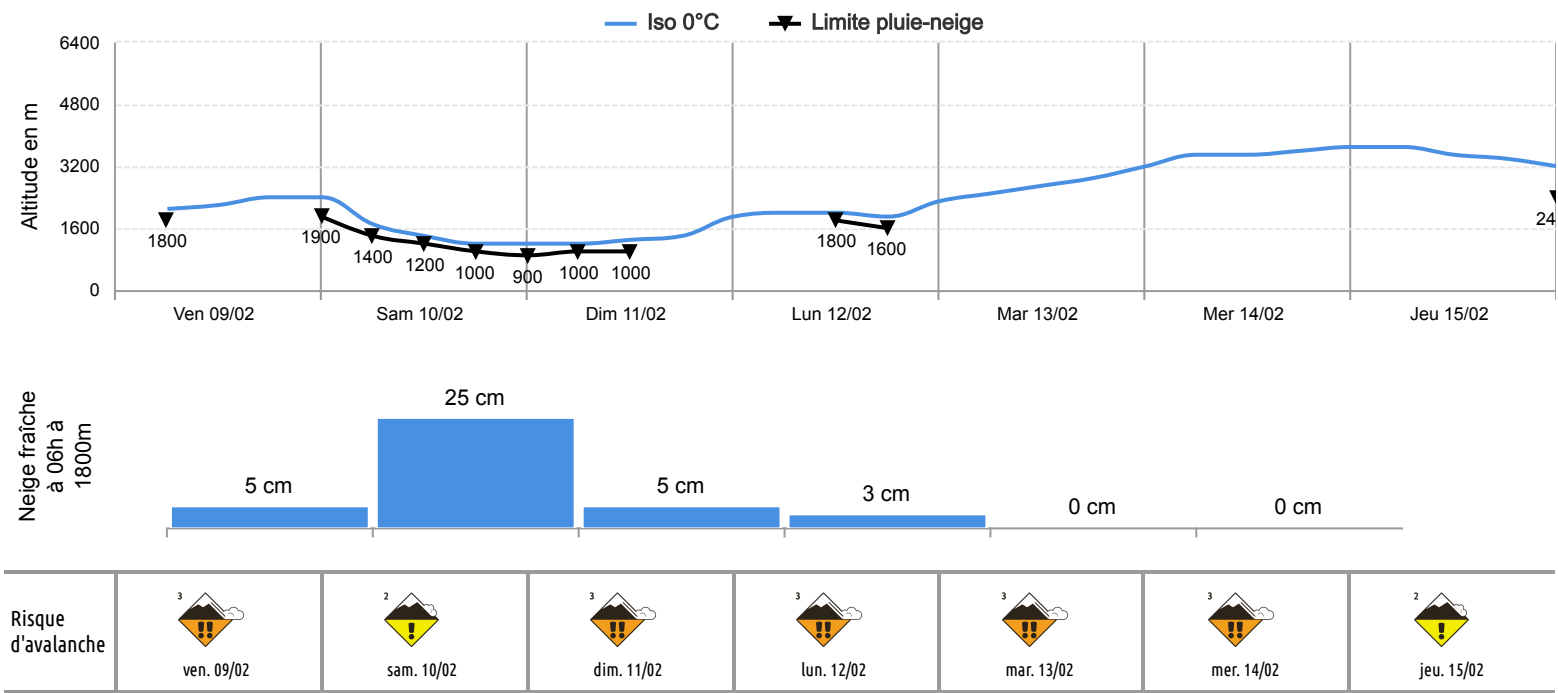 Iso 0°C Limite pluie-neige
6400
4800
3200
1600
0
Altitude en m
1800
1900
1400
1200
1000
900
1000
1000
1800
1600
24
Ven 09/02 Sam 10/02 Dim 11/02 Lun 12/02 Mar 13/02 Mer 14/02 Jeu 15/02
Neige fraîche
à 06h à
1800m
5 cm 25 cm 5 cm 3 cm 0 cm 0 cm
Risque
d'avalanche
3 2 3 3 3 3 2
!! ! !! !! !! !! !
ven. 09/02 sam. 10/02 dim. 11/02 lun. 12/02 mar. 13/02 mer. 14/02 jeu. 15/02